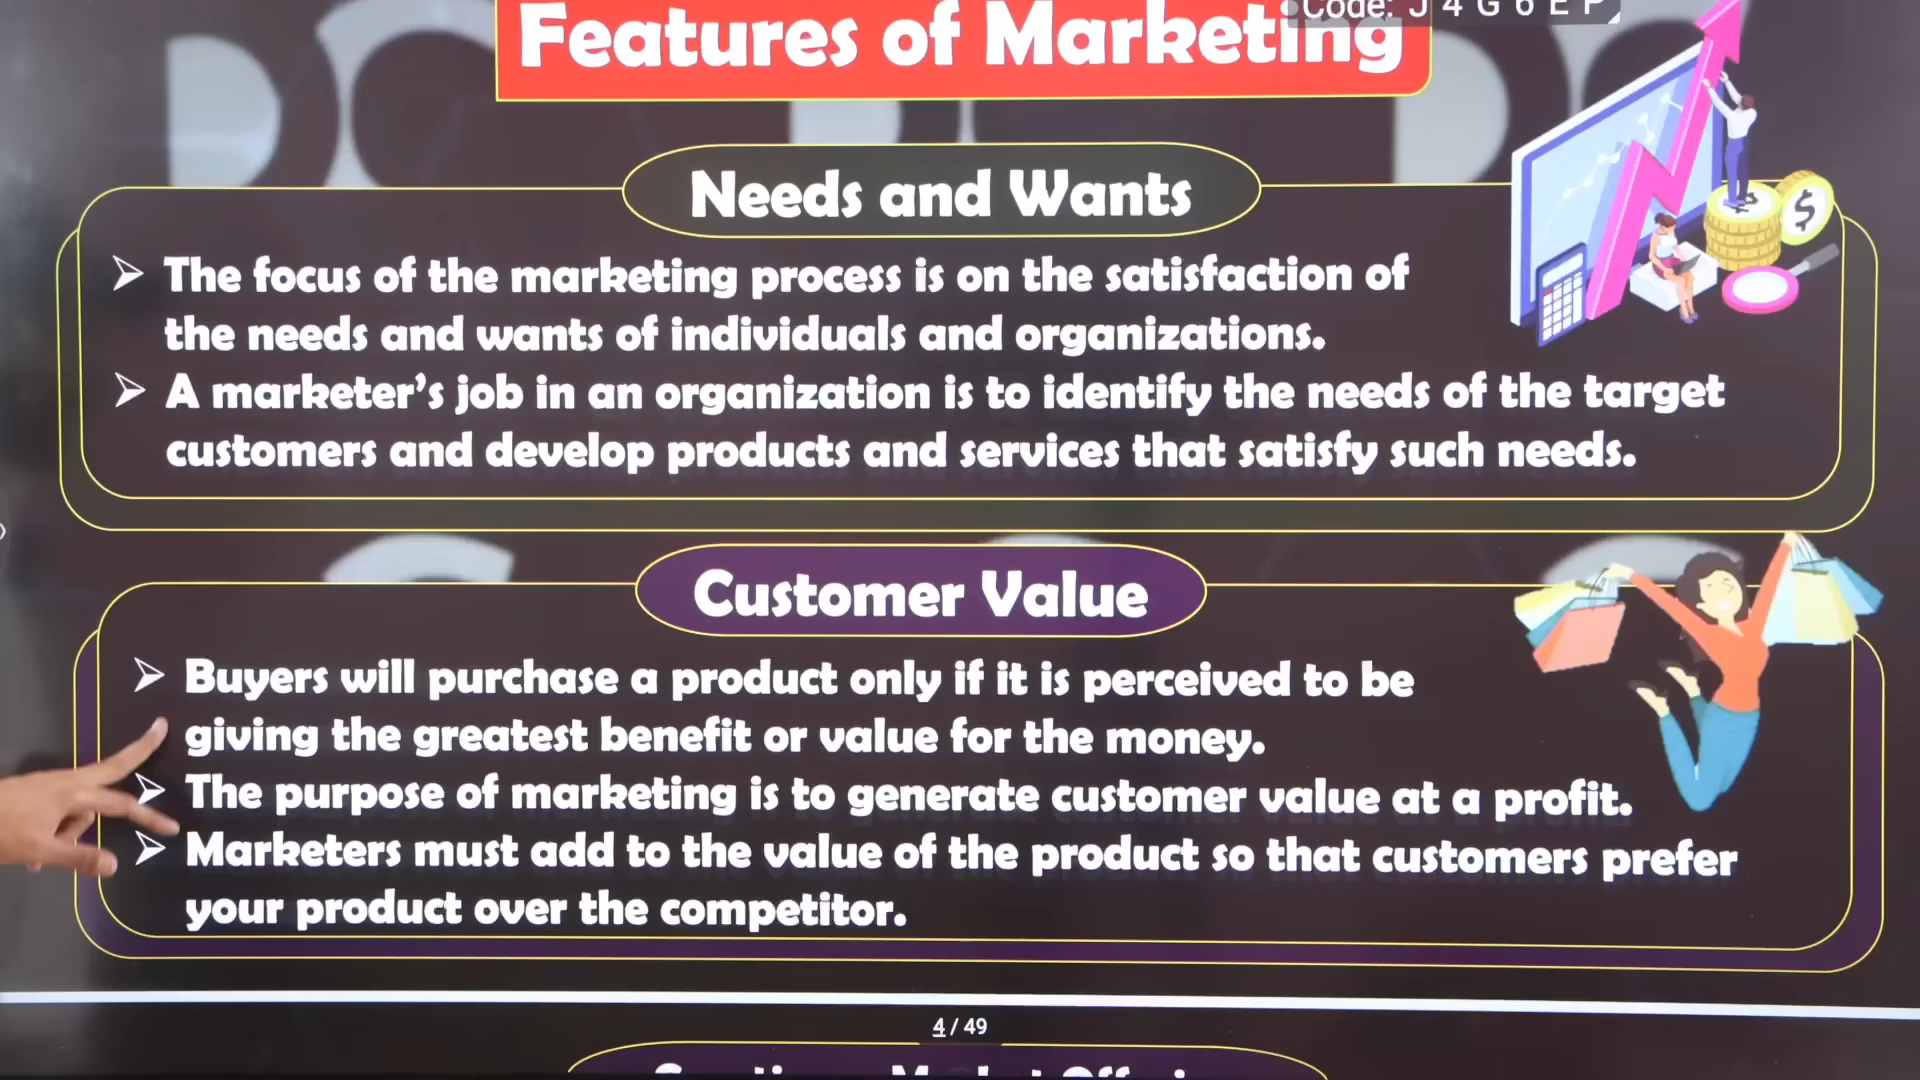 Features of Marketing
Code: J 4 G 6 E P
Needs and Wants
➢ The focus of the marketing process is on the satisfaction of
the needs and wants of individuals and organizations.
➢ A marketer's job in an organization is to identify the needs of the target
customers and develop products and services that satisfy such needs.
Customer Value
➢ Buyers will purchase a product only if it is perceived to be
giving the greatest benefit or value for the money.
➢ The purpose of marketing is to generate customer value at a profit.
➢ Marketers must add to the value of the product so that customers prefer
your product over the competitor.
4 / 49